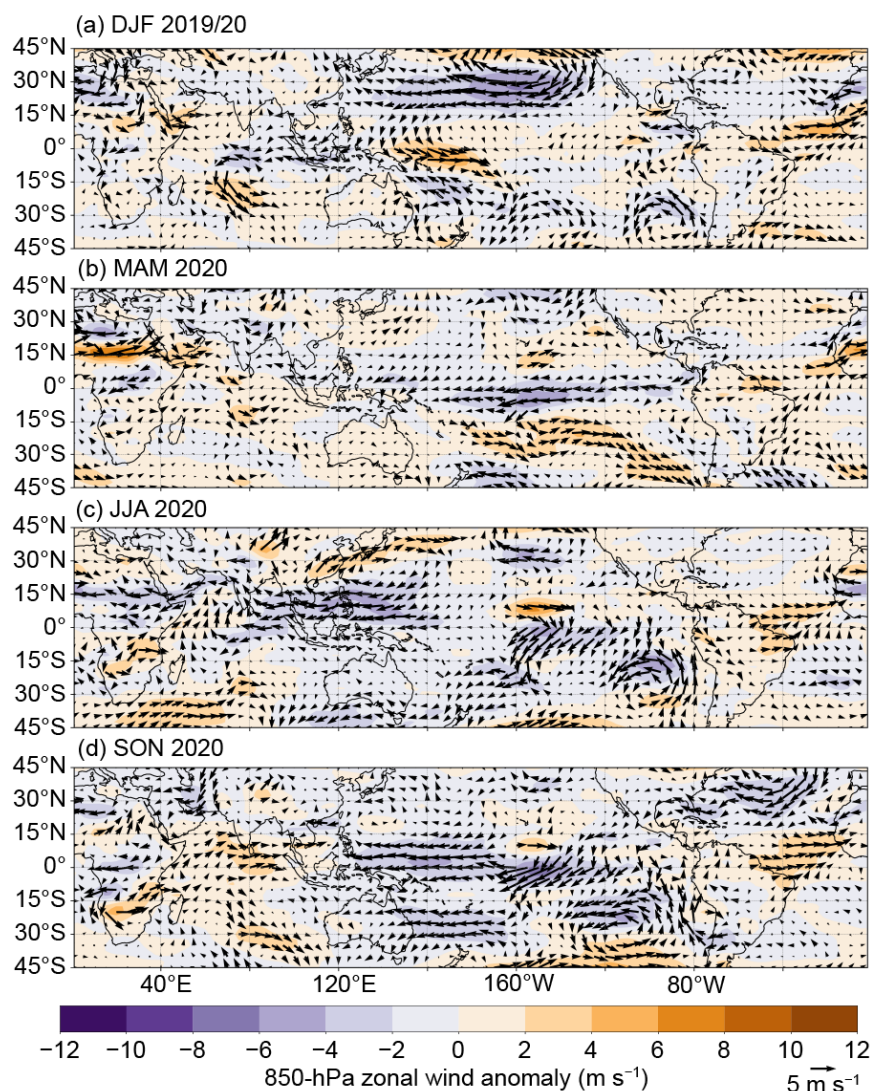 (a) DJF 2019/20
45°N
30°N
15°N
0°
15°S
30°S
45°S
(b) MAM 2020
45°N
30°N
15°N
0°
15°S
30°S
45°S
(c) JJA 2020
45°N
30°N
15°N
0°
15°S
30°S
45°S
(d) SON 2020
45°N
30°N
15°N
0°
15°S
30°S
45°S
40°E 120°E 160°W 80°W
−12 −10 −8 −6 −4 −2 0 2 4 6 8 10 12
850-hPa zonal wind anomaly (m s⁻¹) 5 m s⁻¹